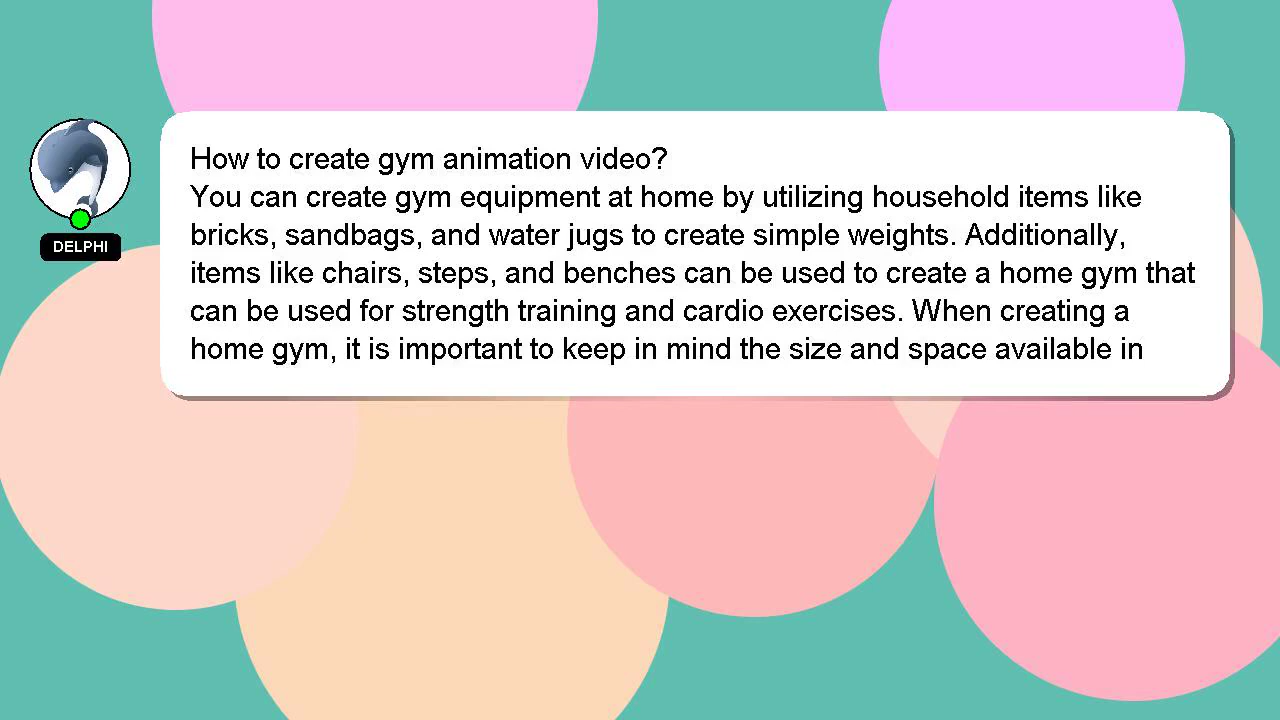 How to create gym animation video?
You can create gym equipment at home by utilizing household items like
bricks, sandbags, and water jugs to create simple weights. Additionally,
items like chairs, steps, and benches can be used to create a home gym that
can be used for strength training and cardio exercises. When creating a
home gym, it is important to keep in mind the size and space available in
DELPHI